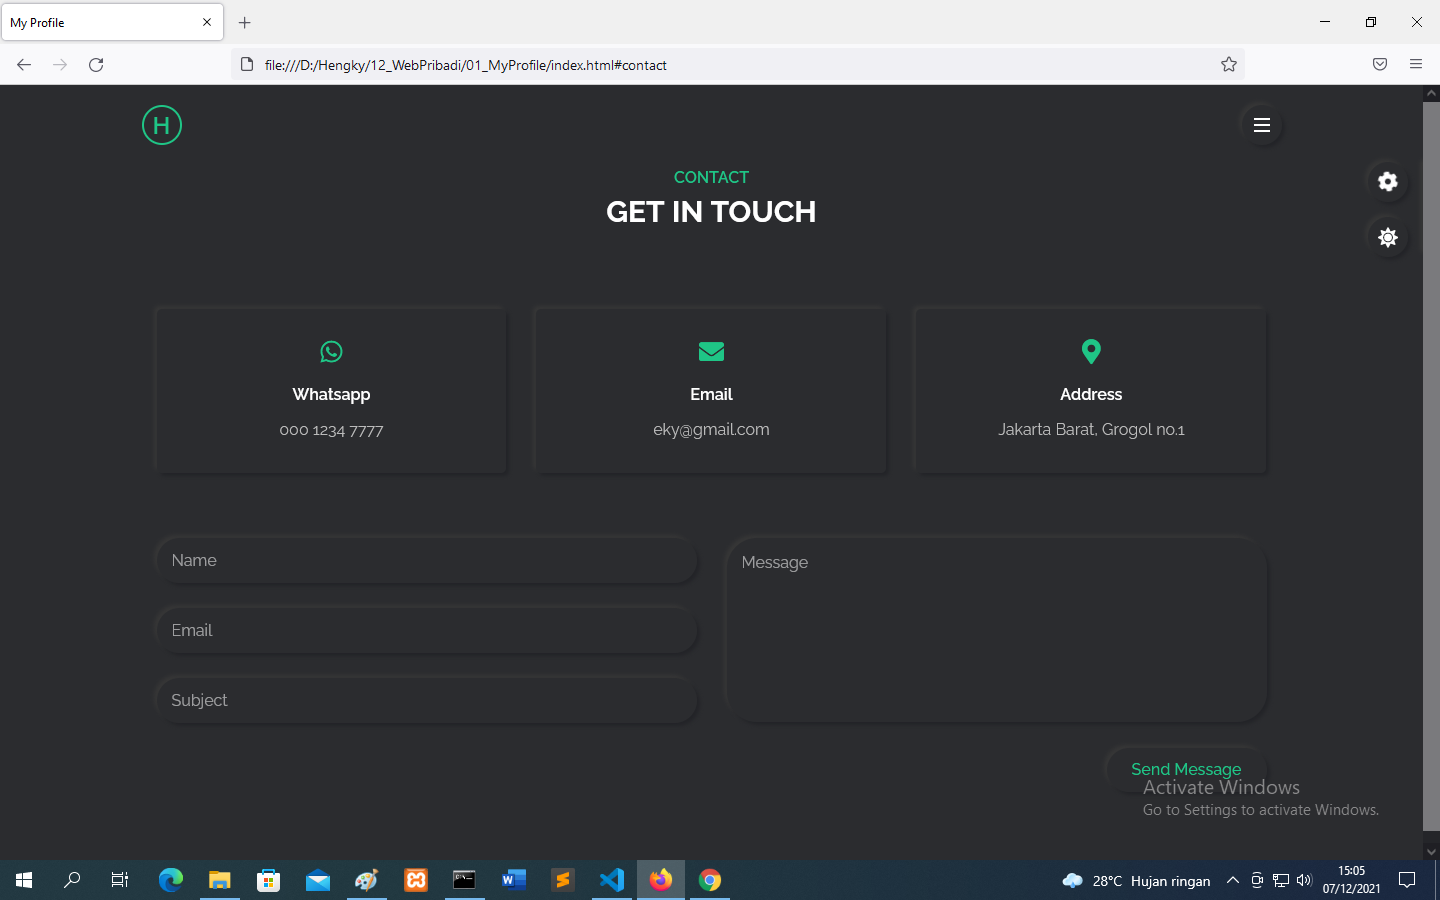 My Profile
file:///D:/Hengky/12_WebPribadi/01_MyProfile/index.html#contact
H
CONTACT
GET IN TOUCH
Whatsapp
000 1234 7777
Email
eky@gmail.com
Address
Jakarta Barat, Grogol no.1
Name
Email
Subject
Message
Send Message
Activate Windows
Go to Settings to activate Windows.
28°C Hujan ringan
15:05
07/12/2021